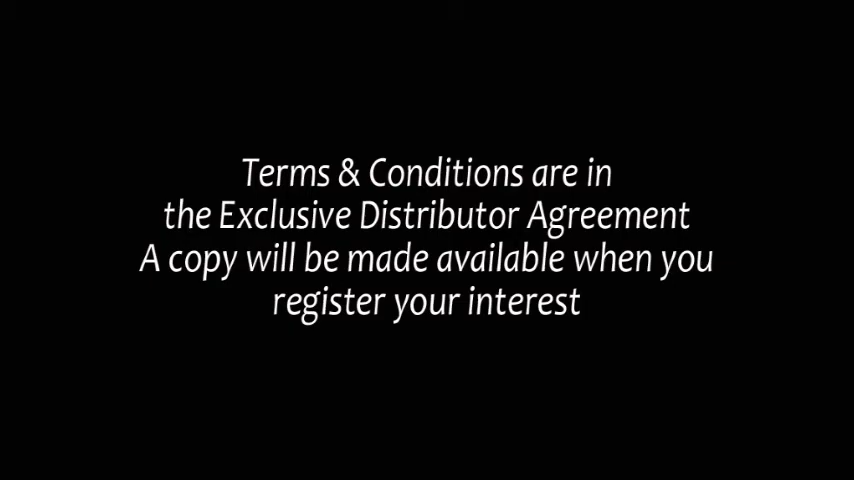 Terms & Conditions are in
the Exclusive Distributor Agreement
A copy will be made available when you
register your interest